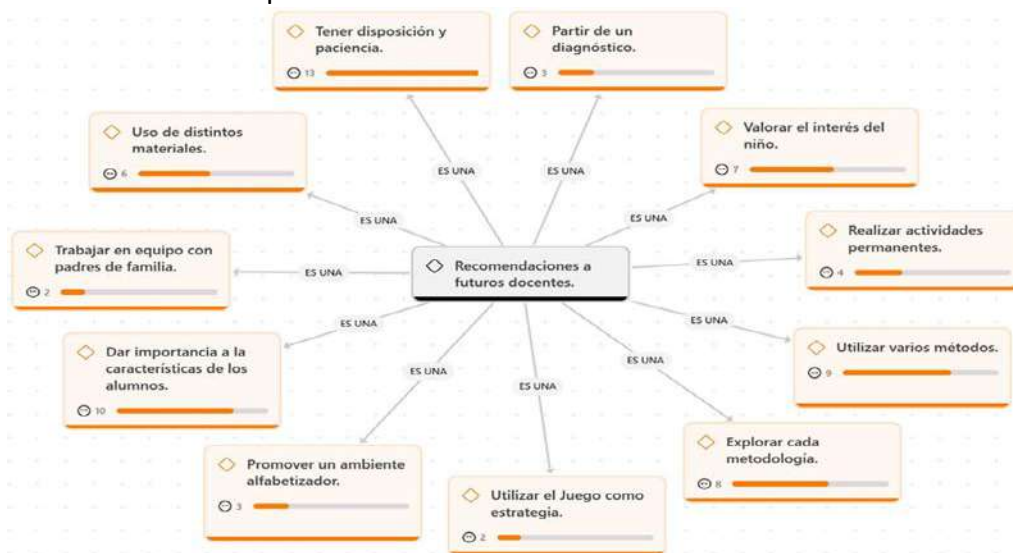 Tener disposición y
paciencia.
13
Partir de un
diagnóstico.
3
Uso de distintos
materiales.
6
Valorar el interés del
niño.
7
ES UNA
ES UNA
ES UNA
ES UNA
Trabajar en equipo con
padres de familia.
2
ES UNA
Recomendaciones a
futuros docentes.
ES UNA
Realizar actividades
permanentes.
4
Dar importancia a la
características de los
alumnos.
10
ES UNA
ES UNA
ES UNA
ES UNA
ES UNA
Utilizar varios métodos.
9
Promover un ambiente
alfabetizador.
3
Utilizar el Juego como
estrategia.
2
Explorar cada
metodología.
8